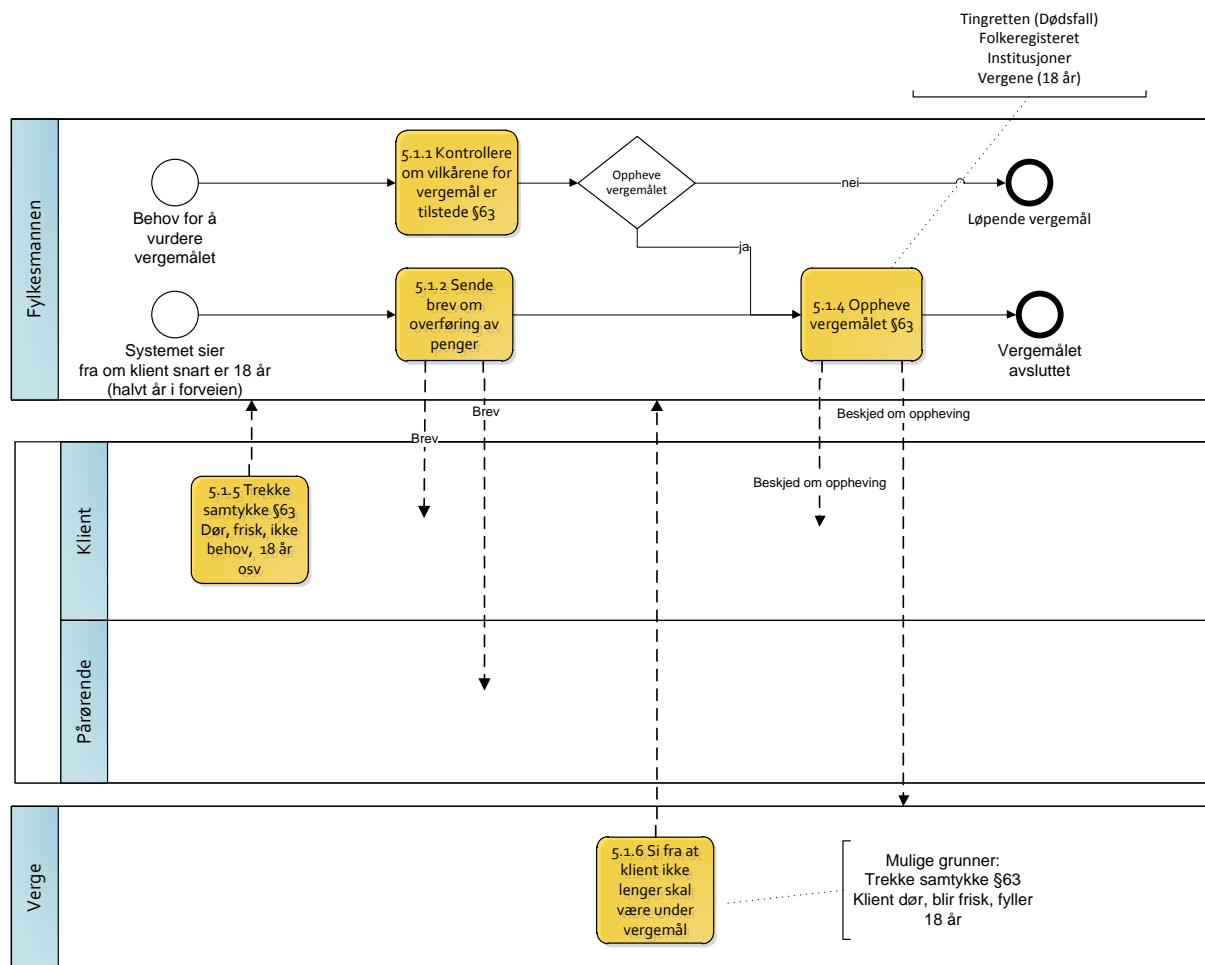 Tingretten (Dødsfall)
Folkeregisteret
Institusjoner
Vergene (18 år)
Fylkesmannen
Behov for å
vurdere
vergemålet
5.1.1 Kontrollere
om vilkårene for
vergemål er
tilstede §63
Oppheve
vergemålet
nei
ja
Løpende vergemål
Systemet sier
fra om klient snart er 18 år
(halvt år i forveien)
5.1.2 Sende
brev om
overføring av
penger
5.1.4 Oppheve
vergemålet §63
Vergemålet
avsluttet
Brev
Brev
Beskjed om oppheving
Beskjed om oppheving
Klient
5.1.5 Trekke
samtykke §63
Dør, frisk, ikke
behov, 18 år
osv
Pårørende
Verge
5.1.6 Si fra at
klient ikke
lenger skal
være under
vergemål
Mulige grunner:
Trekke samtykke §63
Klient dør, blir frisk, fyller
18 år